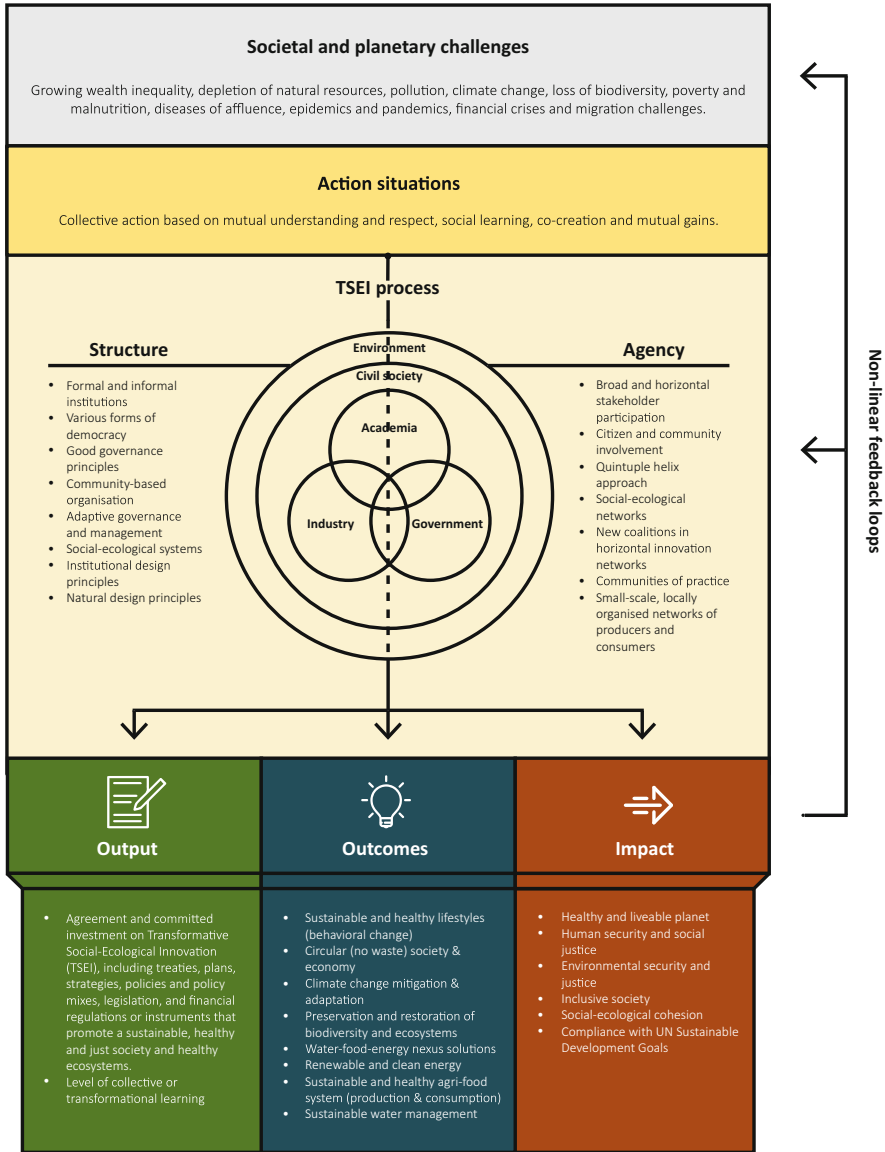 Societal and planetary challenges
Growing wealth inequality, depletion of natural resources, pollution, climate change, loss of biodiversity, poverty and
malnutrition, diseases of affluence, epidemics and pandemics, financial crises and migration challenges.
Action situations
Collective action based on mutual understanding and respect, social learning, co-creation and mutual gains.
TSEI process
Structure
• Formal and informal
institutions
• Various forms of
democracy
• Good governance
principles
• Community-based
organisation
• Adaptive governance
and management
• Social-ecological systems
• Institutional design
principles
• Natural design principles
Environment
Civil society
Academia
Industry
Government
Agency
• Broad and horizontal
stakeholder
participation
• Citizen and community
involvement
• Quintuple helix
approach
• Social-ecological
networks
• New coalitions in
horizontal innovation
networks
• Communities of practice
• Small-scale, locally
organised networks of
producers and
consumers
Non-linear feedback loops
Output
• Agreement and committed
investment on Transformative
Social-Ecological Innovation
(TSEI), including treaties, plans,
strategies, policies and policy
mixes, legislation, and financial
regulations or instruments that
promote a sustainable, healthy
and just society and healthy
ecosystems.
• Level of collective or
transformational learning
Outcomes
• Sustainable and healthy lifestyles
(behavioral change)
• Circular (no waste) society &
economy
• Climate change mitigation &
adaptation
• Preservation and restoration of
biodiversity and ecosystems
• Water-food-energy nexus solutions
• Renewable and clean energy
• Sustainable and healthy agri-food
system (production & consumption)
• Sustainable water management
Impact
• Healthy and liveable planet
• Human security and social
justice
• Environmental security and
justice
• Inclusive society
• Social-ecological cohesion
• Compliance with UN Sustainable
Development Goals